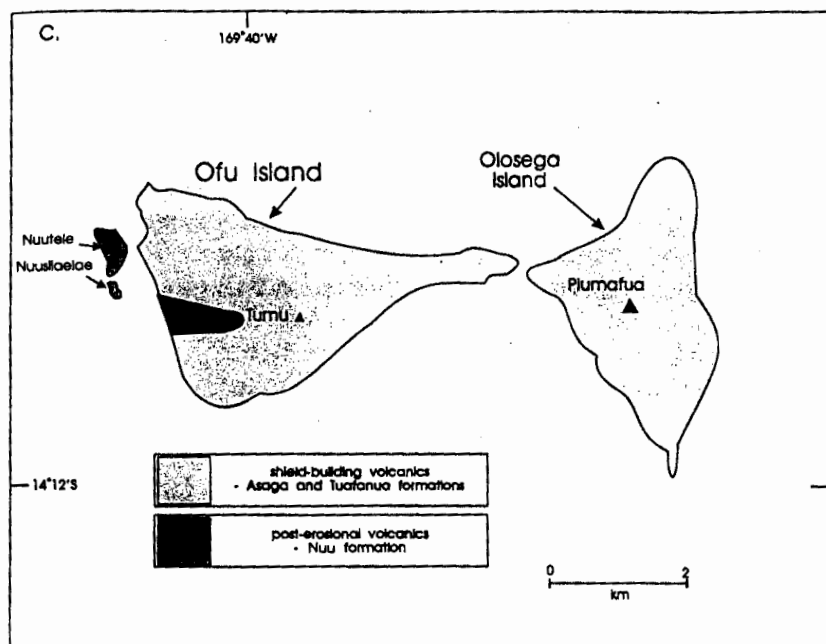 C.
169°40'W
Ofu Island
Olosega
Island
Nuutele
Nuusilaelae
Tumu
Piumafua
14°12'S
shield-building volcanics
- Asaga and Tuafanua formations
post-erosional volcanics
- Nuu formation
0 2
km